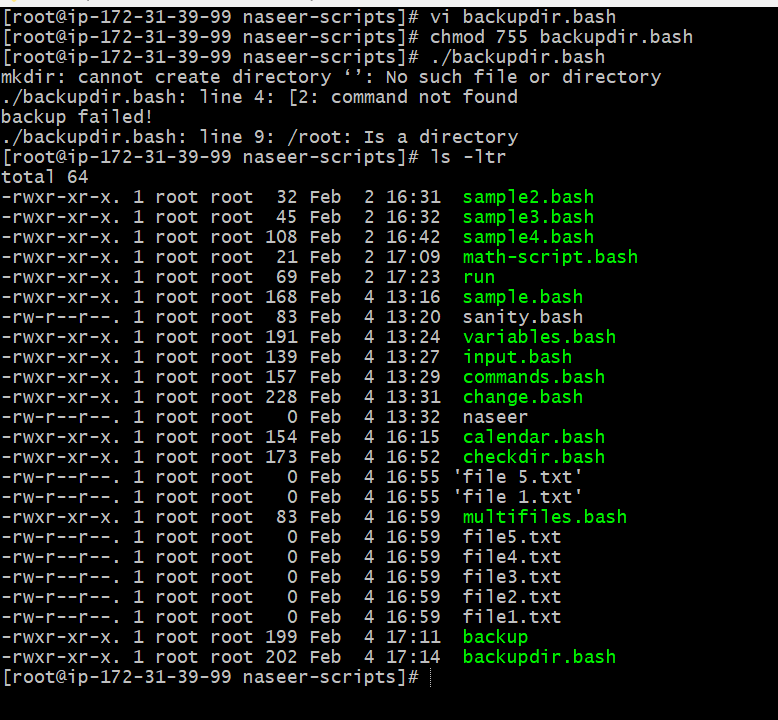 [root@ip-172-31-39-99 naseer-scripts]# vi backupdir.bash
[root@ip-172-31-39-99 naseer-scripts]# chmod 755 backupdir.bash
[root@ip-172-31-39-99 naseer-scripts]# ./backupdir.bash
mkdir: cannot create directory ‘’: No such file or directory
./backupdir.bash: line 4: [2: command not found
backup failed!
./backupdir.bash: line 9: /root: Is a directory
[root@ip-172-31-39-99 naseer-scripts]# ls -ltr
total 64
-rwxr-xr-x. 1 root root  32 Feb  2 16:31  sample2.bash
-rwxr-xr-x. 1 root root  45 Feb  2 16:32  sample3.bash
-rwxr-xr-x. 1 root root 108 Feb  2 16:42  sample4.bash
-rwxr-xr-x. 1 root root  21 Feb  2 17:09  math-script.bash
-rwxr-xr-x. 1 root root  69 Feb  2 17:23  run
-rwxr-xr-x. 1 root root 168 Feb  4 13:16  sample.bash
-rw-r--r--. 1 root root  83 Feb  4 13:20  sanity.bash
-rwxr-xr-x. 1 root root 191 Feb  4 13:24  variables.bash
-rwxr-xr-x. 1 root root 139 Feb  4 13:27  input.bash
-rwxr-xr-x. 1 root root 157 Feb  4 13:29  commands.bash
-rwxr-xr-x. 1 root root 228 Feb  4 13:31  change.bash
-rw-r--r--. 1 root root   0 Feb  4 13:32  naseer
-rwxr-xr-x. 1 root root 154 Feb  4 16:15  calendar.bash
-rwxr-xr-x. 1 root root 173 Feb  4 16:52  checkdir.bash
-rw-r--r--. 1 root root   0 Feb  4 16:55 'file 5.txt'
-rw-r--r--. 1 root root   0 Feb  4 16:55 'file 1.txt'
-rwxr-xr-x. 1 root root  83 Feb  4 16:59  multifiles.bash
-rw-r--r--. 1 root root   0 Feb  4 16:59  file5.txt
-rw-r--r--. 1 root root   0 Feb  4 16:59  file4.txt
-rw-r--r--. 1 root root   0 Feb  4 16:59  file3.txt
-rw-r--r--. 1 root root   0 Feb  4 16:59  file2.txt
-rw-r--r--. 1 root root   0 Feb  4 16:59  file1.txt
-rwxr-xr-x. 1 root root 199 Feb  4 17:11  backup
-rwxr-xr-x. 1 root root 202 Feb  4 17:14  backupdir.bash
[root@ip-172-31-39-99 naseer-scripts]#